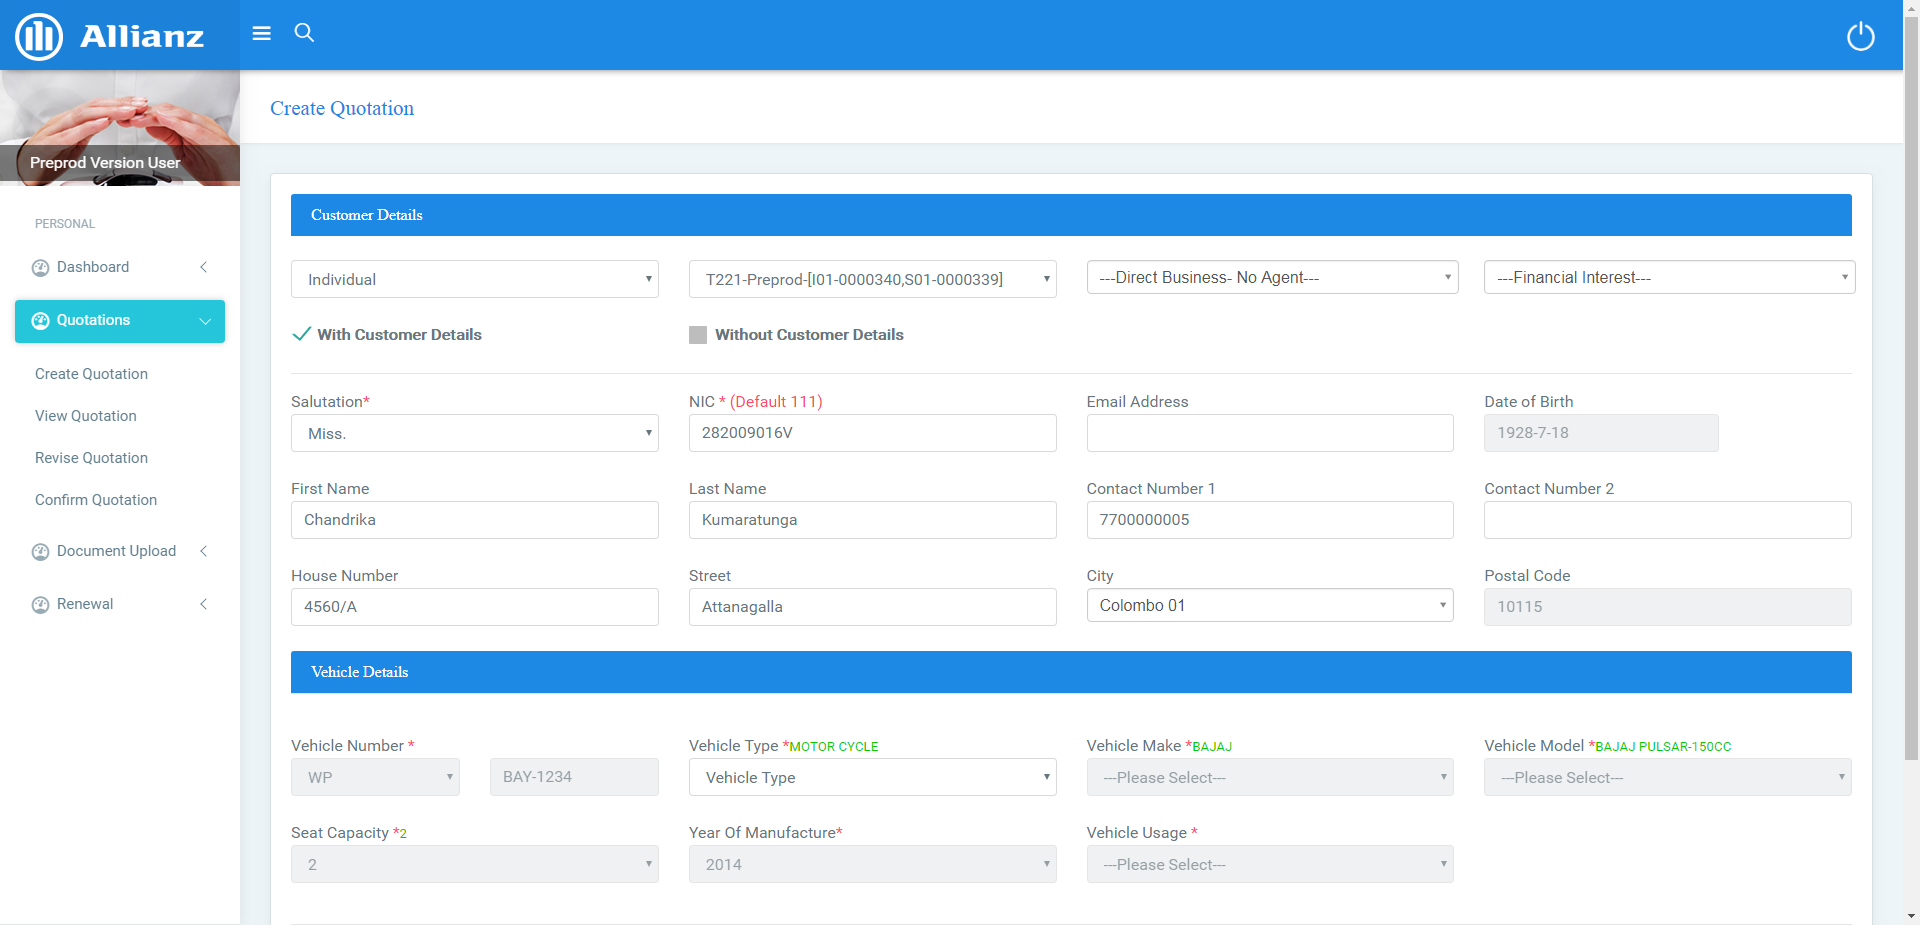 Allianz
Create Quotation
Preprod Version User
PERSONAL
Dashboard
Quotations
Create Quotation
View Quotation
Revise Quotation
Confirm Quotation
Document Upload
Renewal
Customer Details
Individual
T221-Preprod-[I01-0000340,S01-0000339]
---Direct Business- No Agent---
---Financial Interest---
With Customer Details
Without Customer Details
Salutation*
NIC * (Default 111)
Email Address
Date of Birth
Miss.
282009016V
1928-7-18
First Name
Last Name
Contact Number 1
Contact Number 2
Chandrika
Kumaratunga
7700000005
House Number
Street
City
Postal Code
4560/A
Attanagalla
Colombo 01
10115
Vehicle Details
Vehicle Number *
Vehicle Type *MOTOR CYCLE
Vehicle Make *BAJAJ
Vehicle Model *BAJAJ PULSAR-150CC
WP
BAY-1234
Vehicle Type
---Please Select---
---Please Select---
Seat Capacity *2
Year Of Manufacture*
Vehicle Usage *
2
2014
---Please Select---